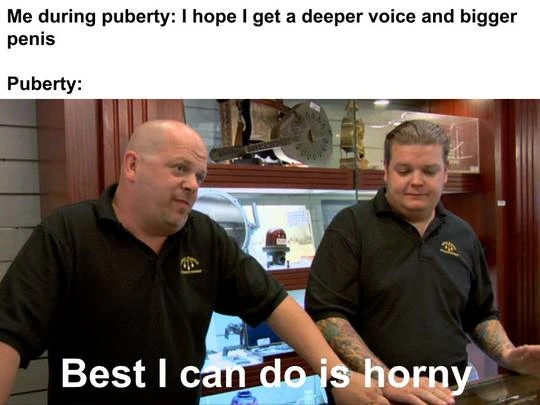 Me during puberty: I hope I get a deeper voice and bigger
penis
Puberty:
Best I can do is horny